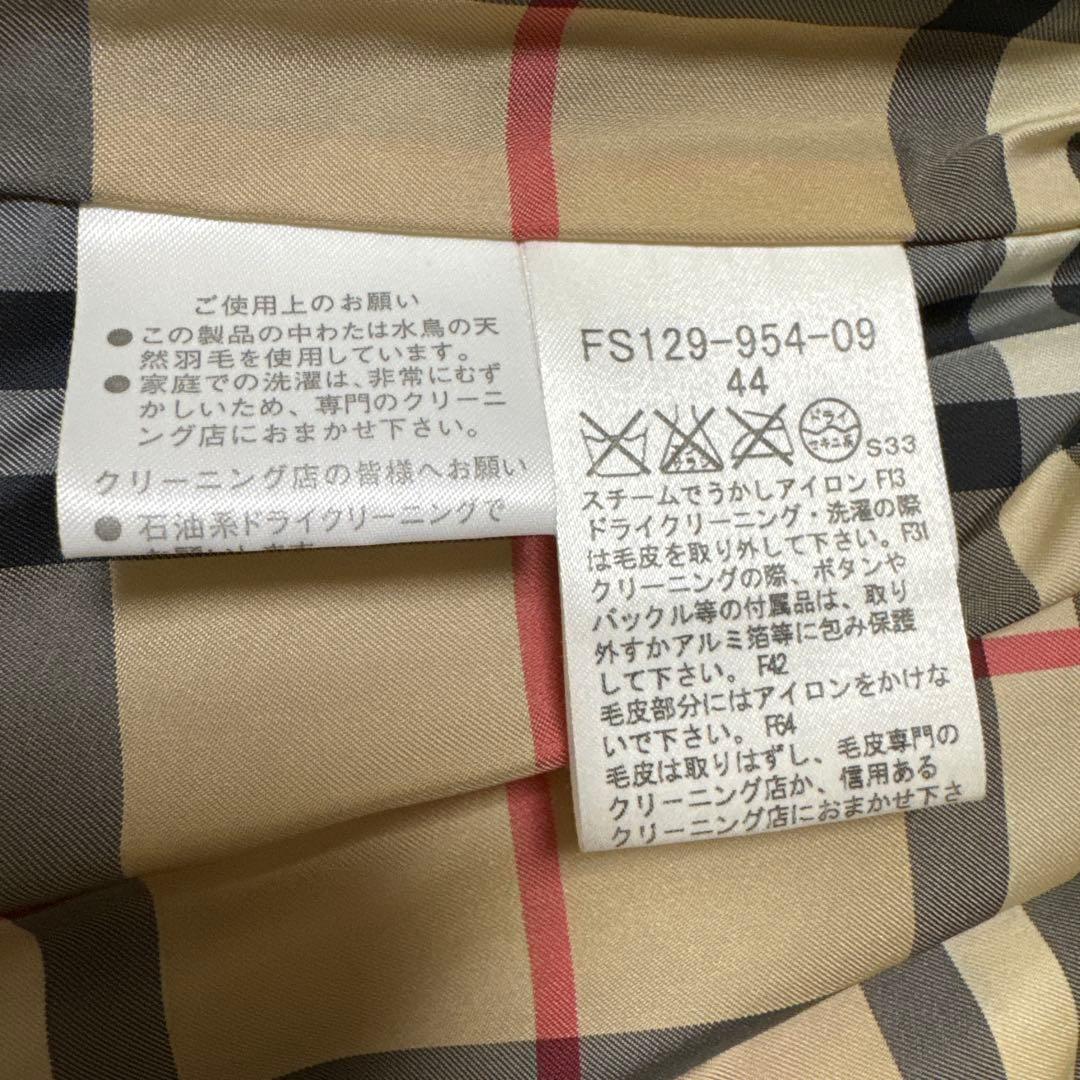 ご使用上のお願い
●この製品の中わたは水鳥の天
然羽毛を使用しています。
●家庭での洗濯は、非常にむず
かしいため、専門のクリーニ
ング店におまかせ下さい。
クリーニング店の皆様へお願い
●石油系ドライクリーニングで
FS129-954-09
44
エンソ
サラシ
ドライ
セキユ系
S33
スチームでうかしアイロン F13
ドライクリーニング・洗濯の際
は毛皮を取り外して下さい。F31
クリーニングの際、ボタンや
バックル等の付属品は、取り
外すかアルミ箔等に包み保護
して下さい。 F42
毛皮部分にはアイロンをかけな
いで下さい。 F64
毛皮は取りはずし、毛皮専門の
クリーニング店か、信用ある
クリーニング店におまかせ下さ